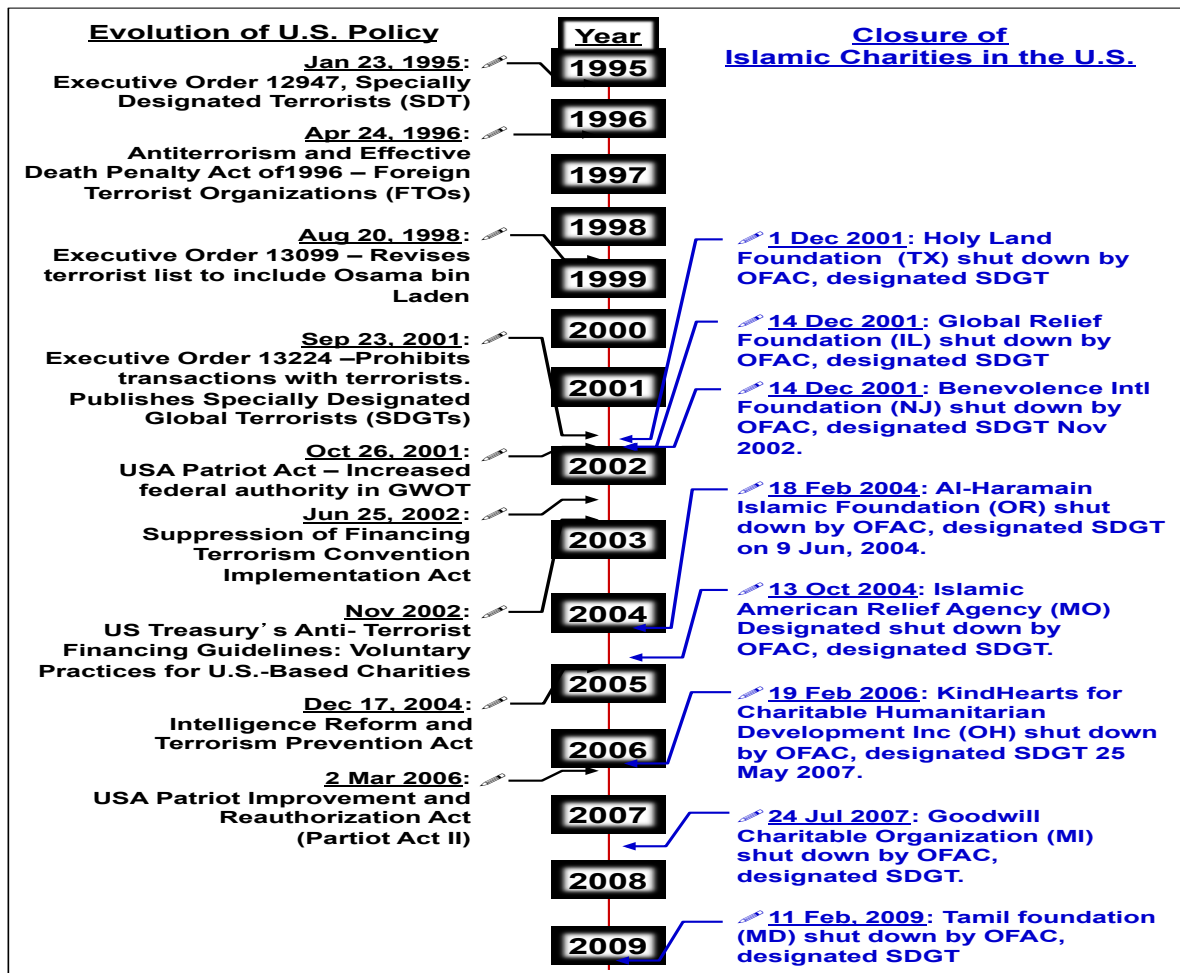 Evolution of U.S. Policy
Jan 23, 1995:
Executive Order 12947, Specially
Designated Terrorists (SDT)
Apr 24, 1996:
Antiterrorism and Effective
Death Penalty Act of1996 – Foreign
Terrorist Organizations (FTOs)
Aug 20, 1998:
Executive Order 13099 – Revises
terrorist list to include Osama bin
Laden
Sep 23, 2001:
Executive Order 13224 –Prohibits
transactions with terrorists.
Publishes Specially Designated
Global Terrorists (SDGTs)
Oct 26, 2001:
USA Patriot Act – Increased
federal authority in GWOT
Jun 25, 2002:
Suppression of Financing
Terrorism Convention
Implementation Act
Nov 2002:
US Treasury’s Anti- Terrorist
Financing Guidelines: Voluntary
Practices for U.S.-Based Charities
Dec 17, 2004:
Intelligence Reform and
Terrorism Prevention Act
2 Mar 2006:
USA Patriot Improvement and
Reauthorization Act
(Partiot Act II)
Year
1995
1996
1997
1998
1999
2000
2001
2002
2003
2004
2005
2006
2007
2008
2009
Closure of
Islamic Charities in the U.S.
1 Dec 2001: Holy Land
Foundation (TX) shut down by
OFAC, designated SDGT
14 Dec 2001: Global Relief
Foundation (IL) shut down by
OFAC, designated SDGT
14 Dec 2001: Benevolence Intl
Foundation (NJ) shut down by
OFAC, designated SDGT Nov
2002.
18 Feb 2004: Al-Haramain
Islamic Foundation (OR) shut
down by OFAC, designated SDGT
on 9 Jun, 2004.
13 Oct 2004: Islamic
American Relief Agency (MO)
Designated shut down by
OFAC, designated SDGT.
19 Feb 2006: KindHearts for
Charitable Humanitarian
Development Inc (OH) shut down
by OFAC, designated SDGT 25
May 2007.
24 Jul 2007: Goodwill
Charitable Organization (MI)
shut down by OFAC,
designated SDGT.
11 Feb, 2009: Tamil foundation
(MD) shut down by OFAC,
designated SDGT